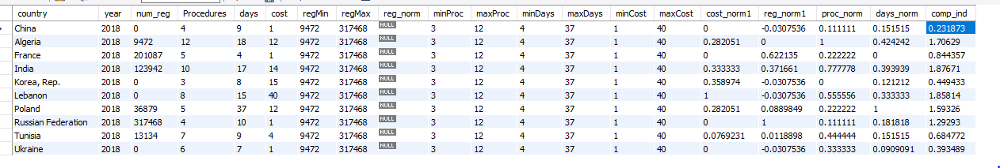 country year num_reg Procedures days cost regMin regMax reg_norm minProc maxProc minDays maxDays minCost maxCost cost_norm1 reg_norm1 proc_norm days_norm comp_ind
China 2018 0 4 9 1 9472 317468 NULL 3 12 4 37 1 40 0 -0.0307536 0.111111 0.151515 0.231873
Algeria 2018 9472 12 18 12 9472 317468 NULL 3 12 4 37 1 40 0.282051 0 1 0.424242 1.70629
France 2018 201087 5 4 1 9472 317468 NULL 3 12 4 37 1 40 0 0.622135 0.222222 0 0.844357
India 2018 123942 10 17 14 9472 317468 NULL 3 12 4 37 1 40 0.333333 0.371661 0.777778 0.393939 1.87671
Korea, Rep. 2018 0 3 8 15 9472 317468 NULL 3 12 4 37 1 40 0.358974 -0.0307536 0 0.121212 0.449433
Lebanon 2018 0 8 15 40 9472 317468 NULL 3 12 4 37 1 40 1 -0.0307536 0.555556 0.333333 1.85814
Poland 2018 36879 5 37 12 9472 317468 NULL 3 12 4 37 1 40 0.282051 0.0889849 0.222222 1 1.59326
Russian Federation 2018 317468 4 10 1 9472 317468 NULL 3 12 4 37 1 40 0 1 0.111111 0.181818 1.29293
Tunisia 2018 13134 7 9 4 9472 317468 NULL 3 12 4 37 1 40 0.0769231 0.0118898 0.444444 0.151515 0.684772
Ukraine 2018 0 6 7 1 9472 317468 NULL 3 12 4 37 1 40 0 -0.0307536 0.333333 0.0909091 0.393489